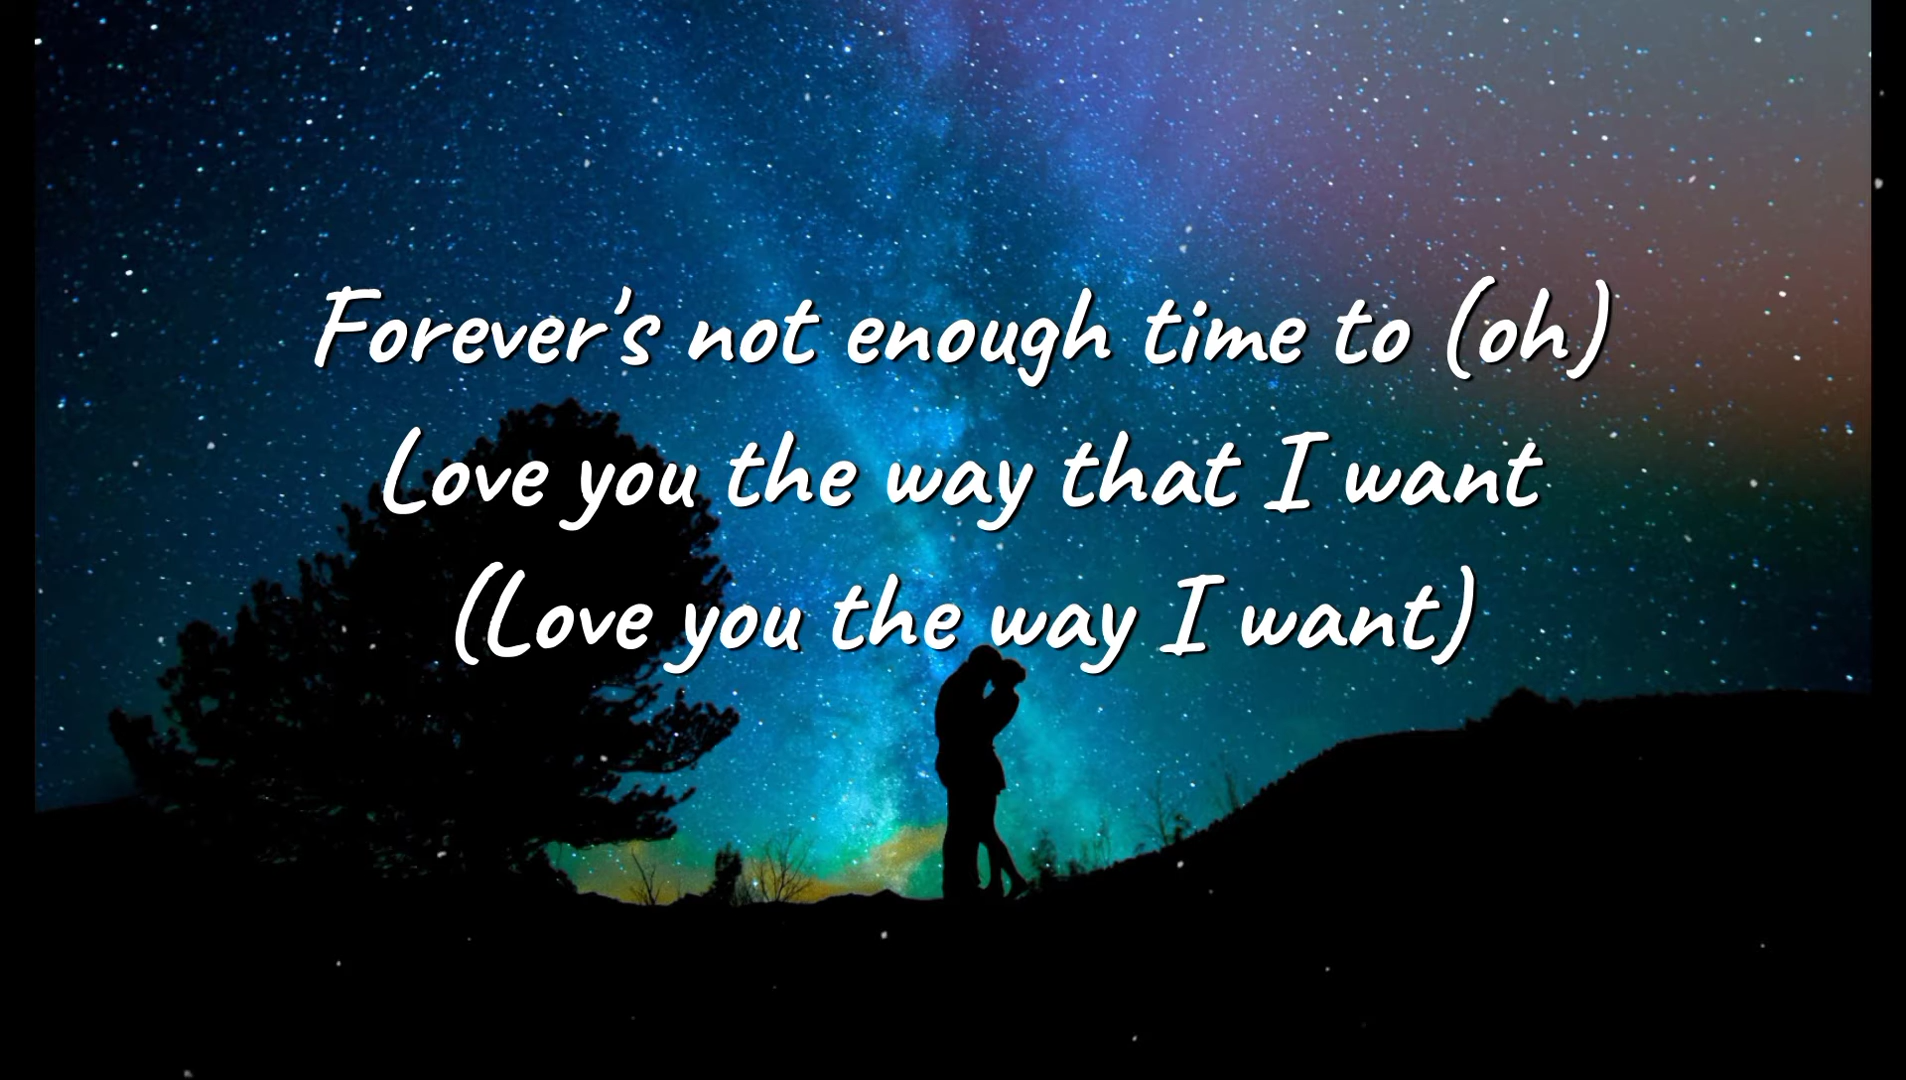 Forever's not enough time to (oh)
Love you the way that I want
(Love you the way I want)